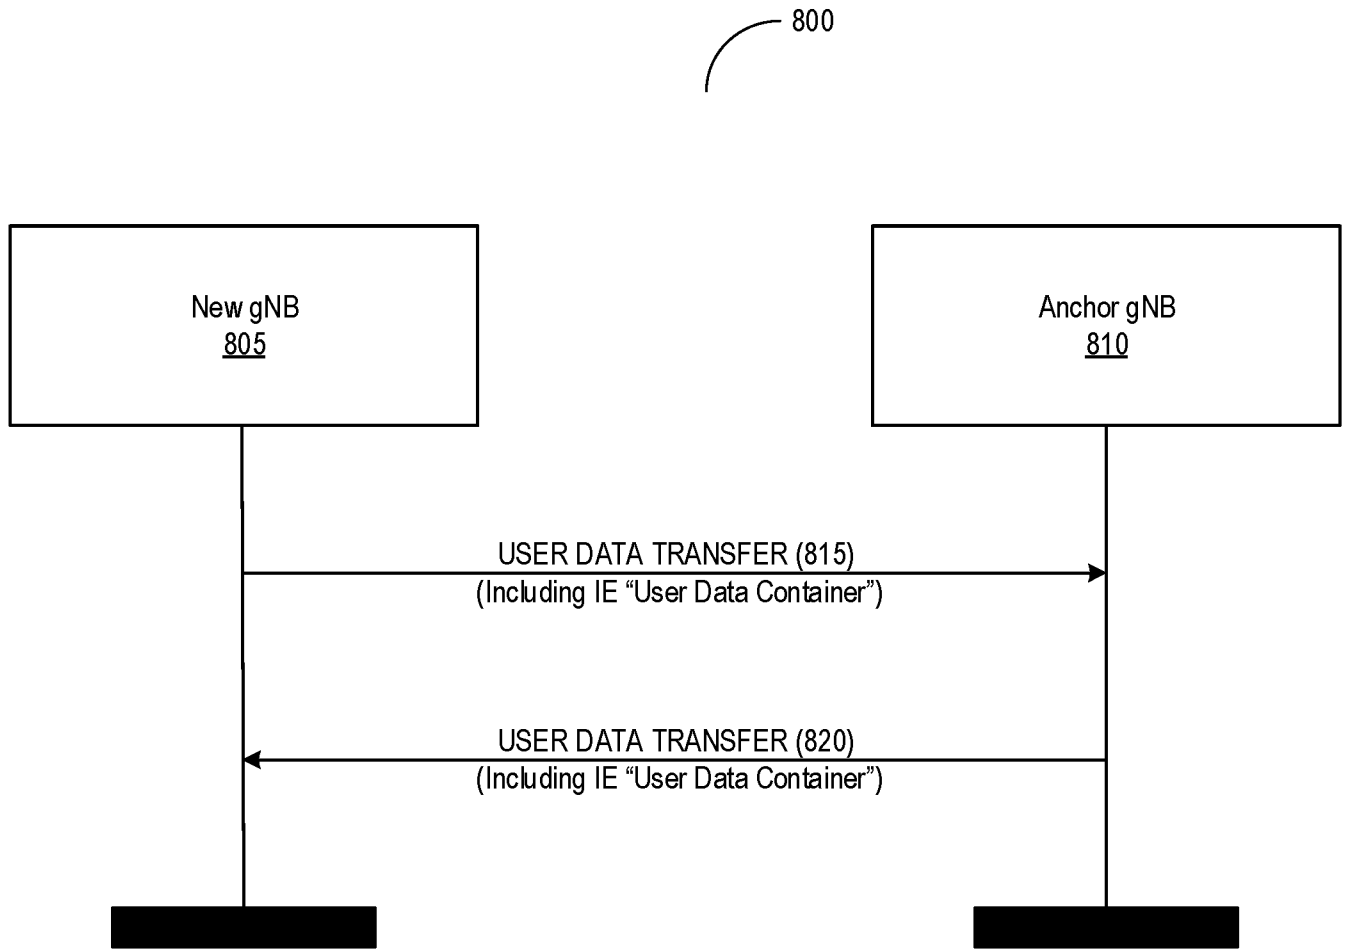 800
New gNB
805
Anchor gNB
810
USER DATA TRANSFER (815)
(Including IE “User Data Container”)
USER DATA TRANSFER (820)
(Including IE “User Data Container”)